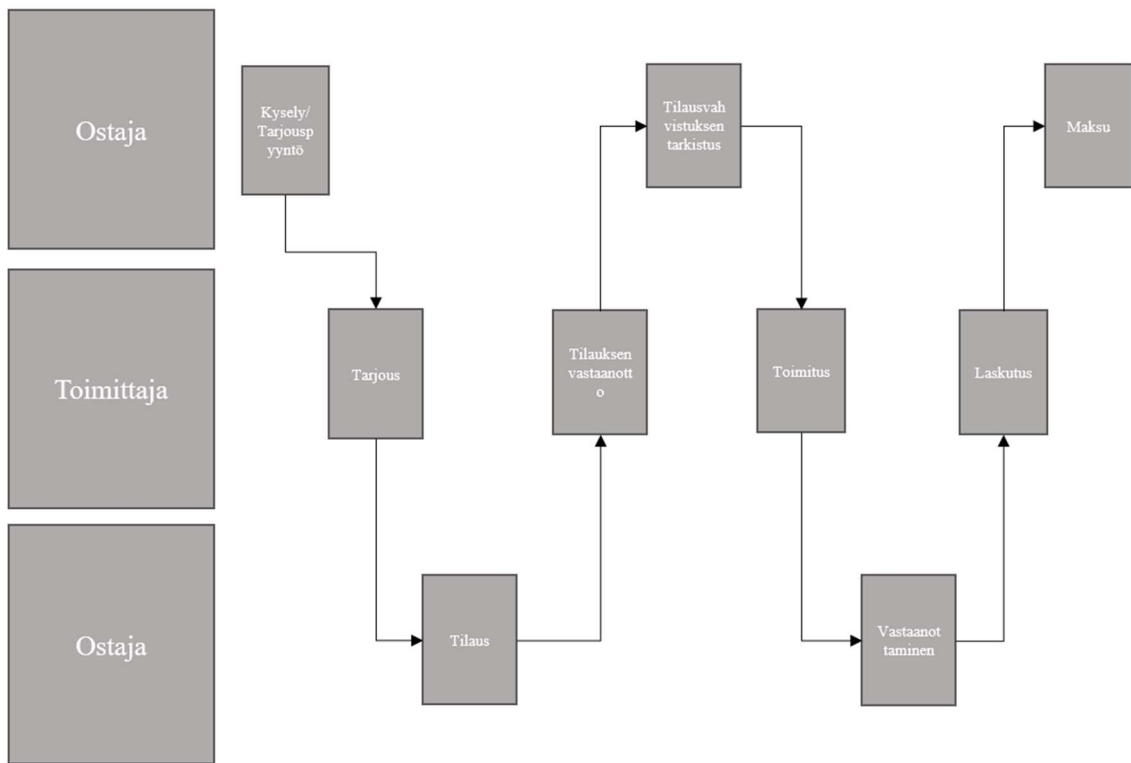 Ostaja
Kysely/
Tarjousp
yyntö
Tilausvah
vistuksen
tarkistus
Maksu
Toimittaja
Tarjous
Tilauksen
vastaanott
o
Toimitus
Laskutus
Ostaja
Tilaus
Vastaanot
taminen